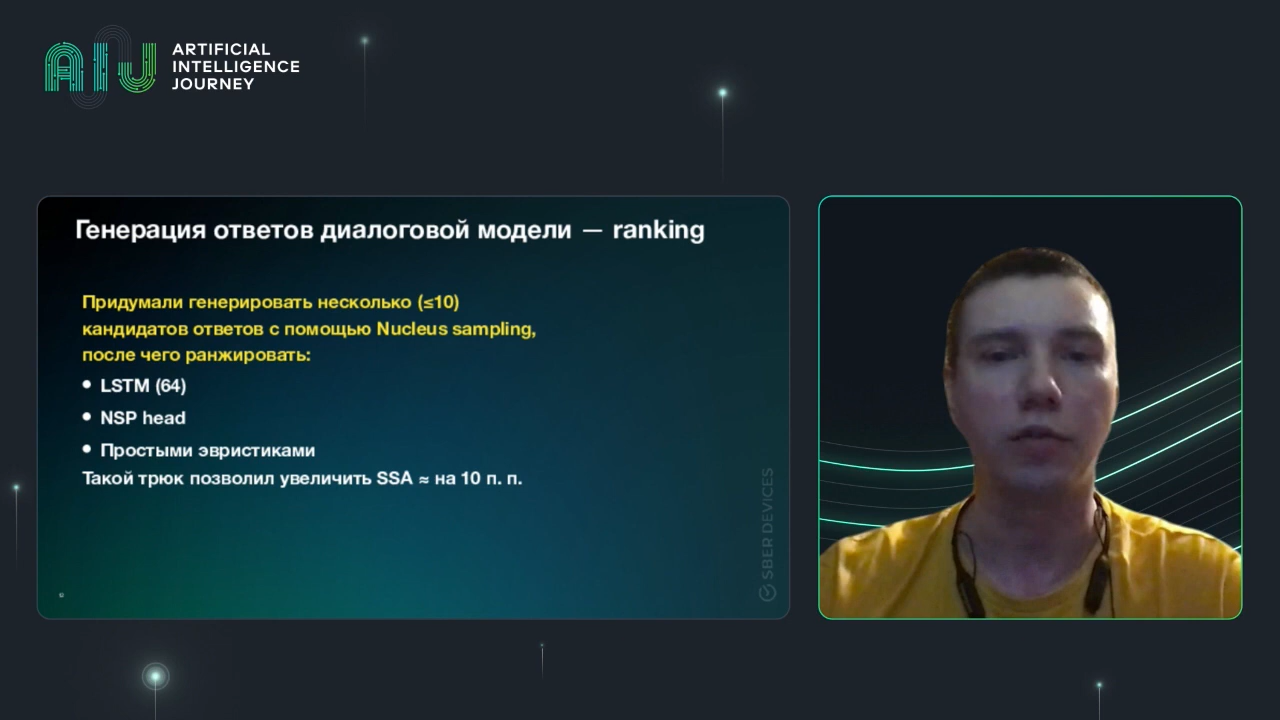 ARTIFICIAL
INTELLIGENCE
JOURNEY
Генерация ответов диалоговой модели — ranking
Придумали генерировать несколько (≤10)
кандидатов ответов с помощью Nucleus sampling,
после чего ранжировать:
• LSTM (64)
• NSP head
• Простыми эвристиками
Такой трюк позволил увеличить SSA ≈ на 10 п. п.
SBER DEVICES